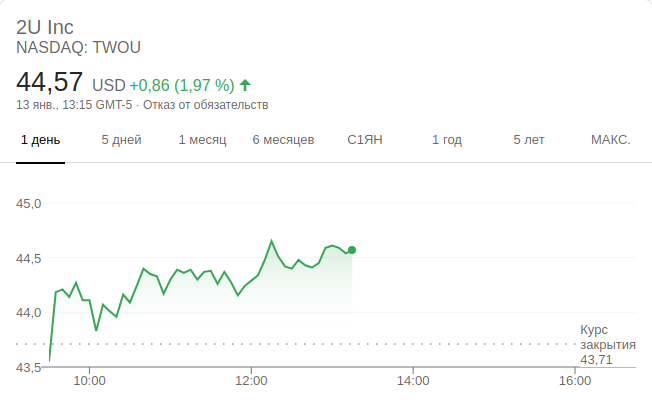 2U Inc
NASDAQ: TWOU
44,57 USD +0,86 (1,97 %)
13 янв., 13:15 GMT-5 · Отказ от обязательств
1 день 5 дней 1 месяц 6 месяцев С1ЯН 1 год 5 лет МАКС.
45,0
44,5
44,0
Курс
закрытия
43,71
43,5
10:00 12:00 14:00 16:00